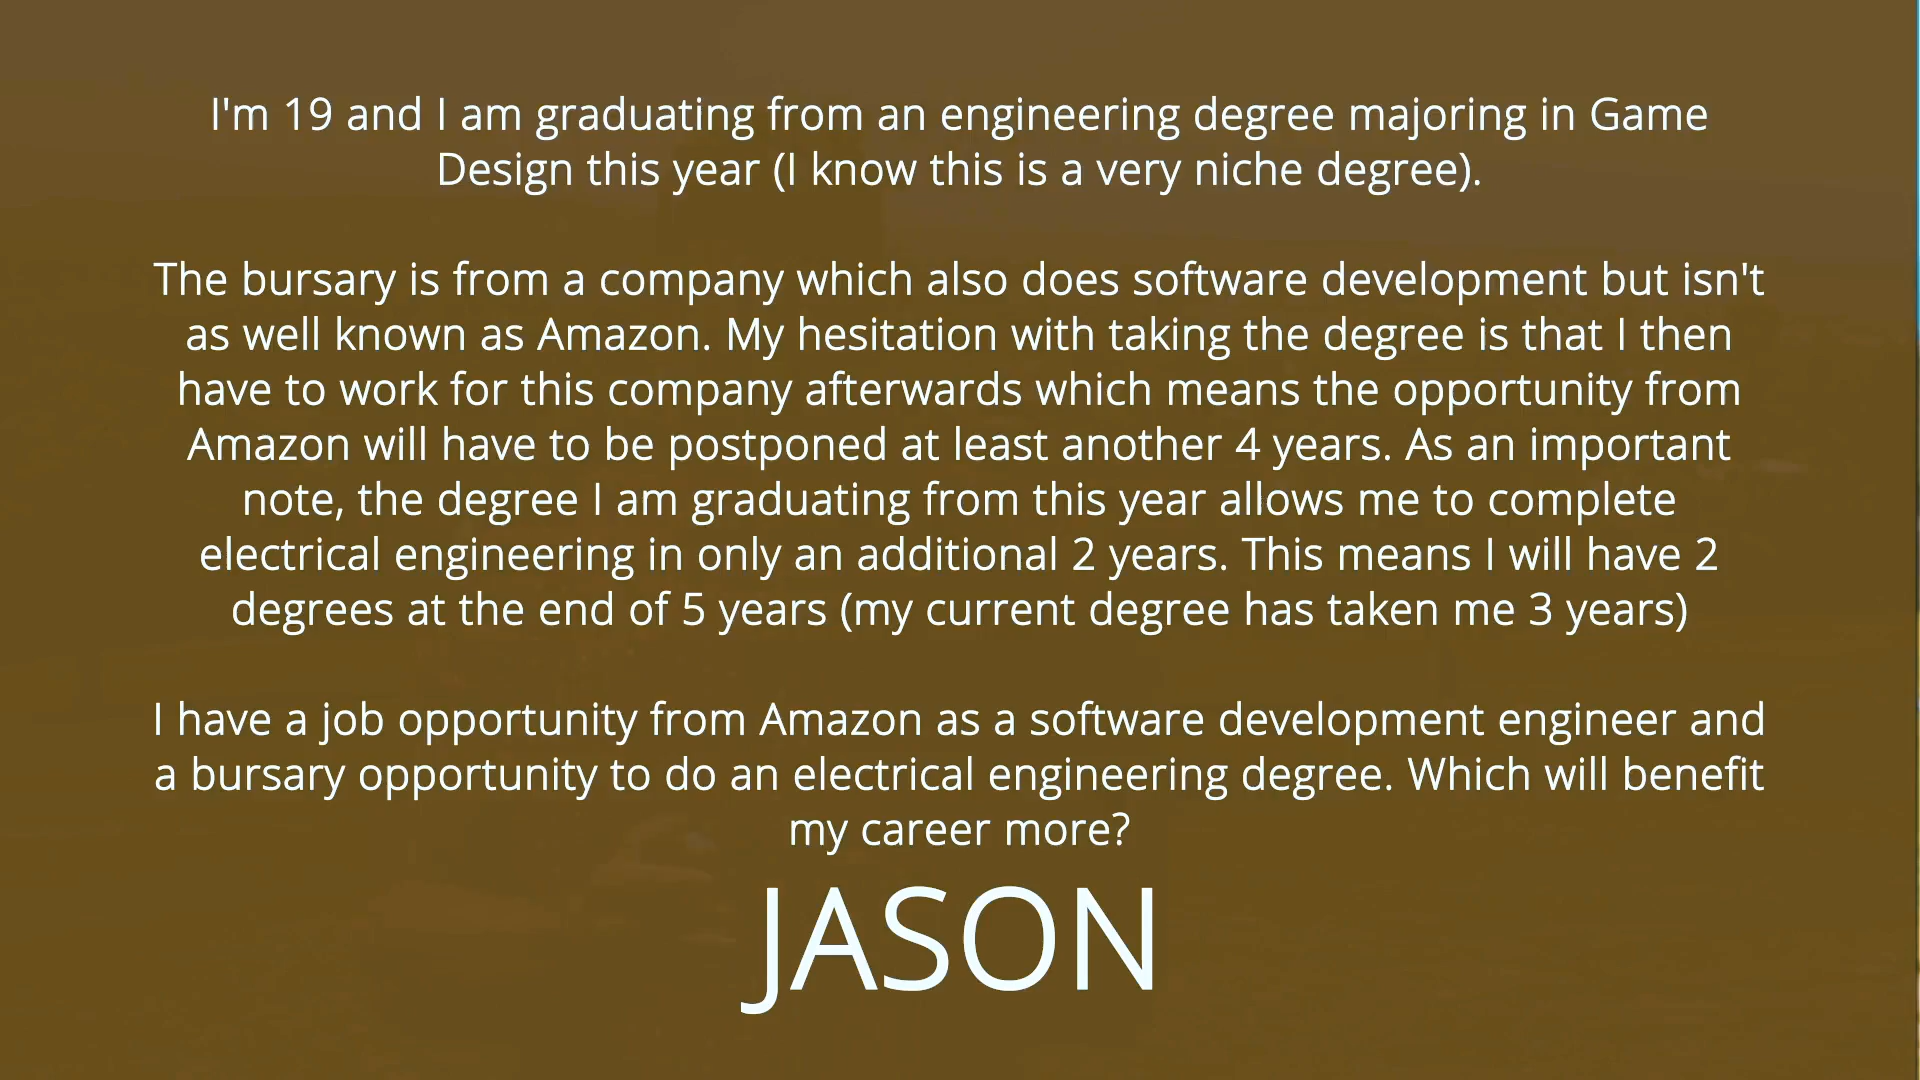 I'm 19 and I am graduating from an engineering degree majoring in Game
Design this year (I know this is a very niche degree).
The bursary is from a company which also does software development but isn't
as well known as Amazon. My hesitation with taking the degree is that I then
have to work for this company afterwards which means the opportunity from
Amazon will have to be postponed at least another 4 years. As an important
note, the degree I am graduating from this year allows me to complete
electrical engineering in only an additional 2 years. This means I will have 2
degrees at the end of 5 years (my current degree has taken me 3 years)
I have a job opportunity from Amazon as a software development engineer and
a bursary opportunity to do an electrical engineering degree. Which will benefit
my career more?
JASON